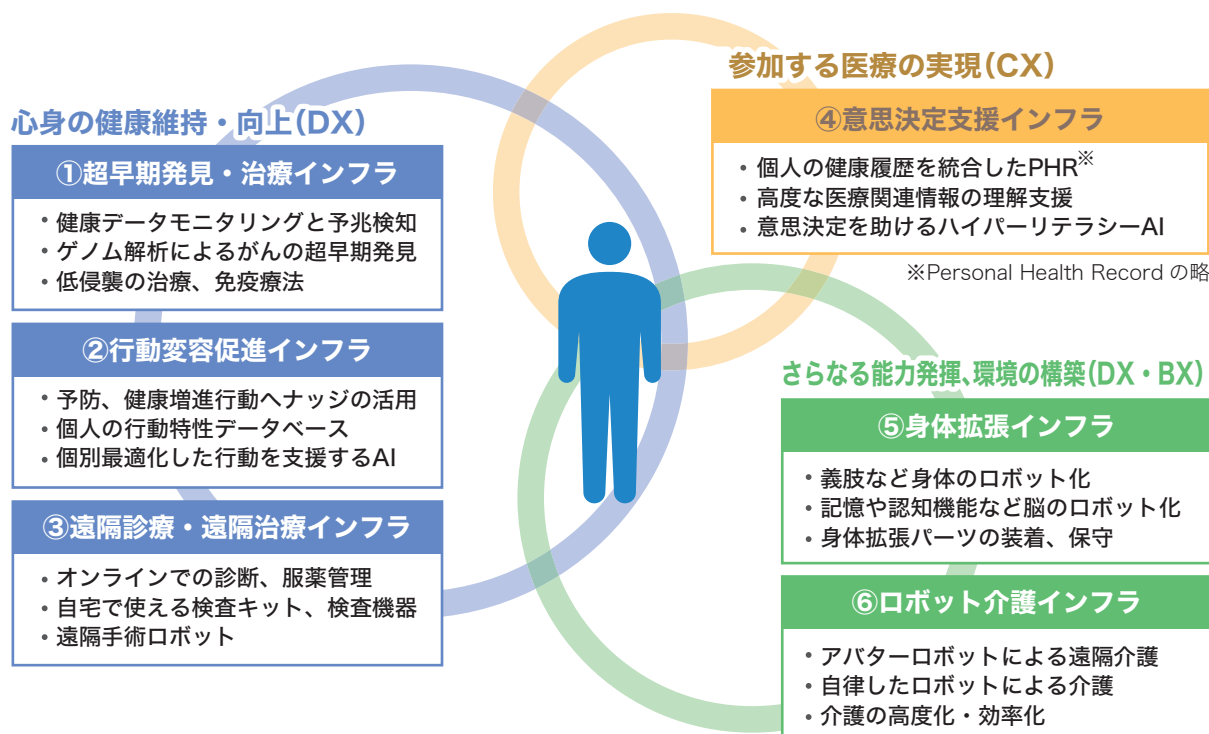 心身の健康維持・向上(DX)
①超早期発見・治療インフラ
・健康データモニタリングと予兆検知
・ゲノム解析によるがんの超早期発見
・低侵襲の治療、免疫療法
②行動変容促進インフラ
・予防、健康増進行動へナッジの活用
・個人の行動特性データベース
・個別最適化した行動を支援するAI
③遠隔診療・遠隔治療インフラ
・オンラインでの診断、服薬管理
・自宅で使える検査キット、検査機器
・遠隔手術ロボット
参加する医療の実現(CX)
④意思決定支援インフラ
・個人の健康履歴を統合したPHR※
・高度な医療関連情報の理解支援
・意思決定を助けるハイパーリテラシーAI
※Personal Health Record の略
さらなる能力発揮、環境の構築(DX・BX)
⑤身体拡張インフラ
・義肢など身体のロボット化
・記憶や認知機能など脳のロボット化
・身体拡張パーツの装着、保守
⑥ロボット介護インフラ
・アバターロボットによる遠隔介護
・自律したロボットによる介護
・介護の高度化・効率化